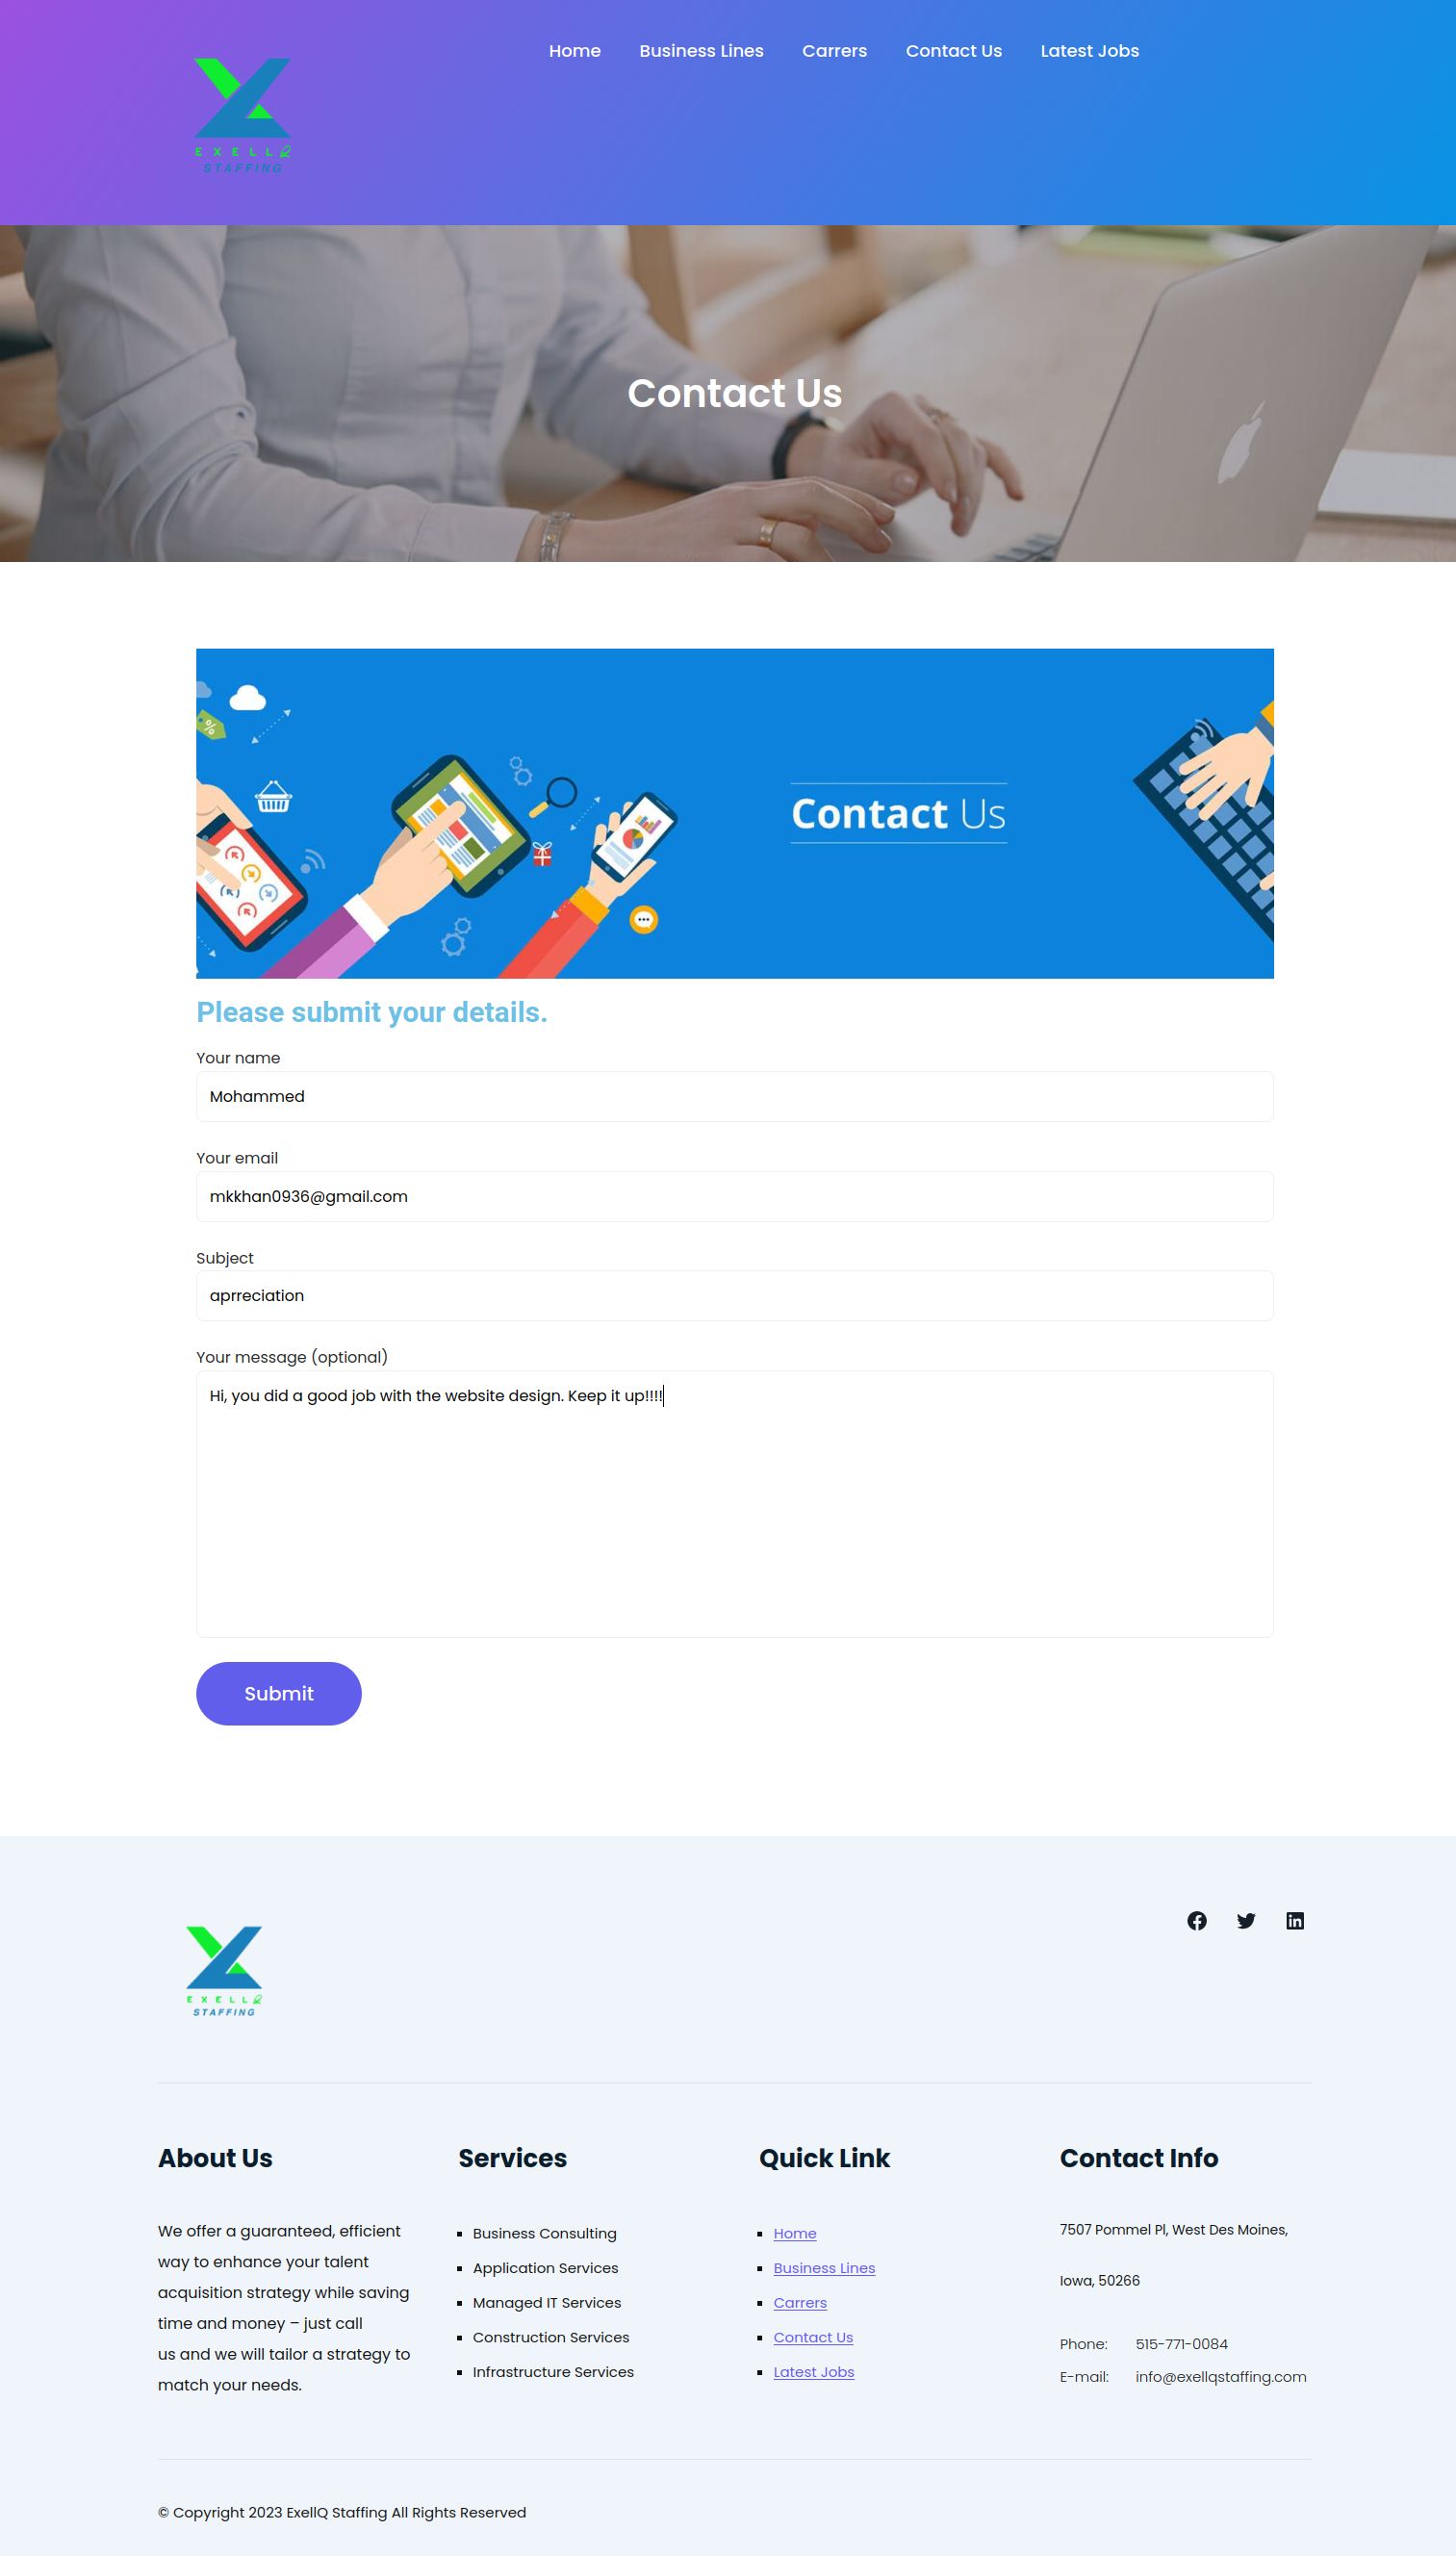 Home Business Lines Carrers Contact Us Latest Jobs
EXELLQ
STAFFING
Contact Us
%
Contact Us
Please submit your details.
Your name
Mohammed
Your email
mkkhan0936@gmail.com
Subject
aprreciation
Your message (optional)
Hi, you did a good job with the website design. Keep it up!!!!
Submit
EXELLQ
STAFFING
About Us
We offer a guaranteed, efficient
way to enhance your talent
acquisition strategy while saving
time and money – just call
us and we will tailor a strategy to
match your needs.
Services
Business Consulting
Application Services
Managed IT Services
Construction Services
Infrastructure Services
Quick Link
Home
Business Lines
Carrers
Contact Us
Latest Jobs
Contact Info
7507 Pommel Pl, West Des Moines,
Iowa, 50266
Phone: 515-771-0084
E-mail: info@exellqstaffing.com
© Copyright 2023 ExellQ Staffing All Rights Reserved